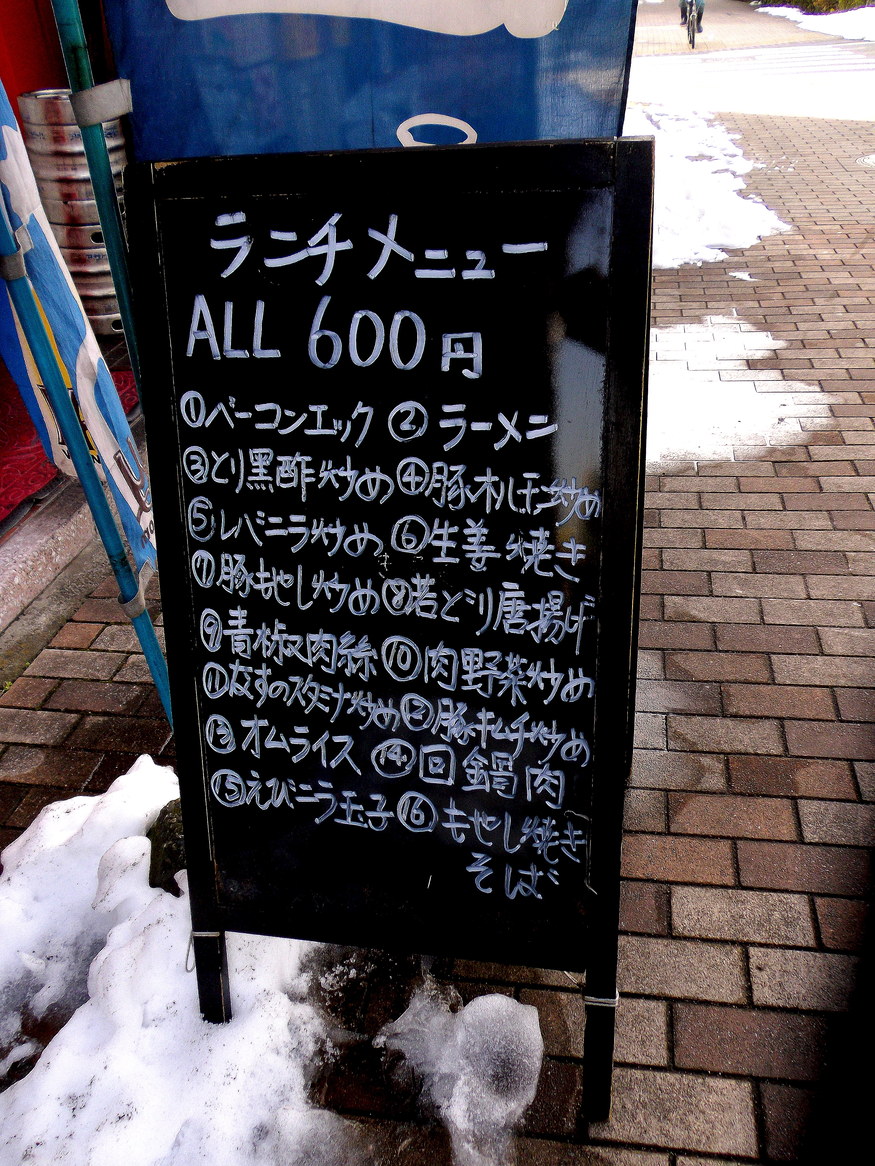 ランチメニュー
ALL 600円
①ベーコンエック ② ラーメン
③とり黒酢炒め④豚キムチ炒め
⑤レバニラ炒め ⑥生姜焼き
⑦豚もやし炒め⑧若とり唐揚げ
⑨青椒肉絲 ⑩肉野菜炒め
⑪なすのスタミナ炒め⑫豚キムチ炒め
⑬オムライス ⑭回鍋肉
⑮えびニラ玉子⑯もやし焼き
そば